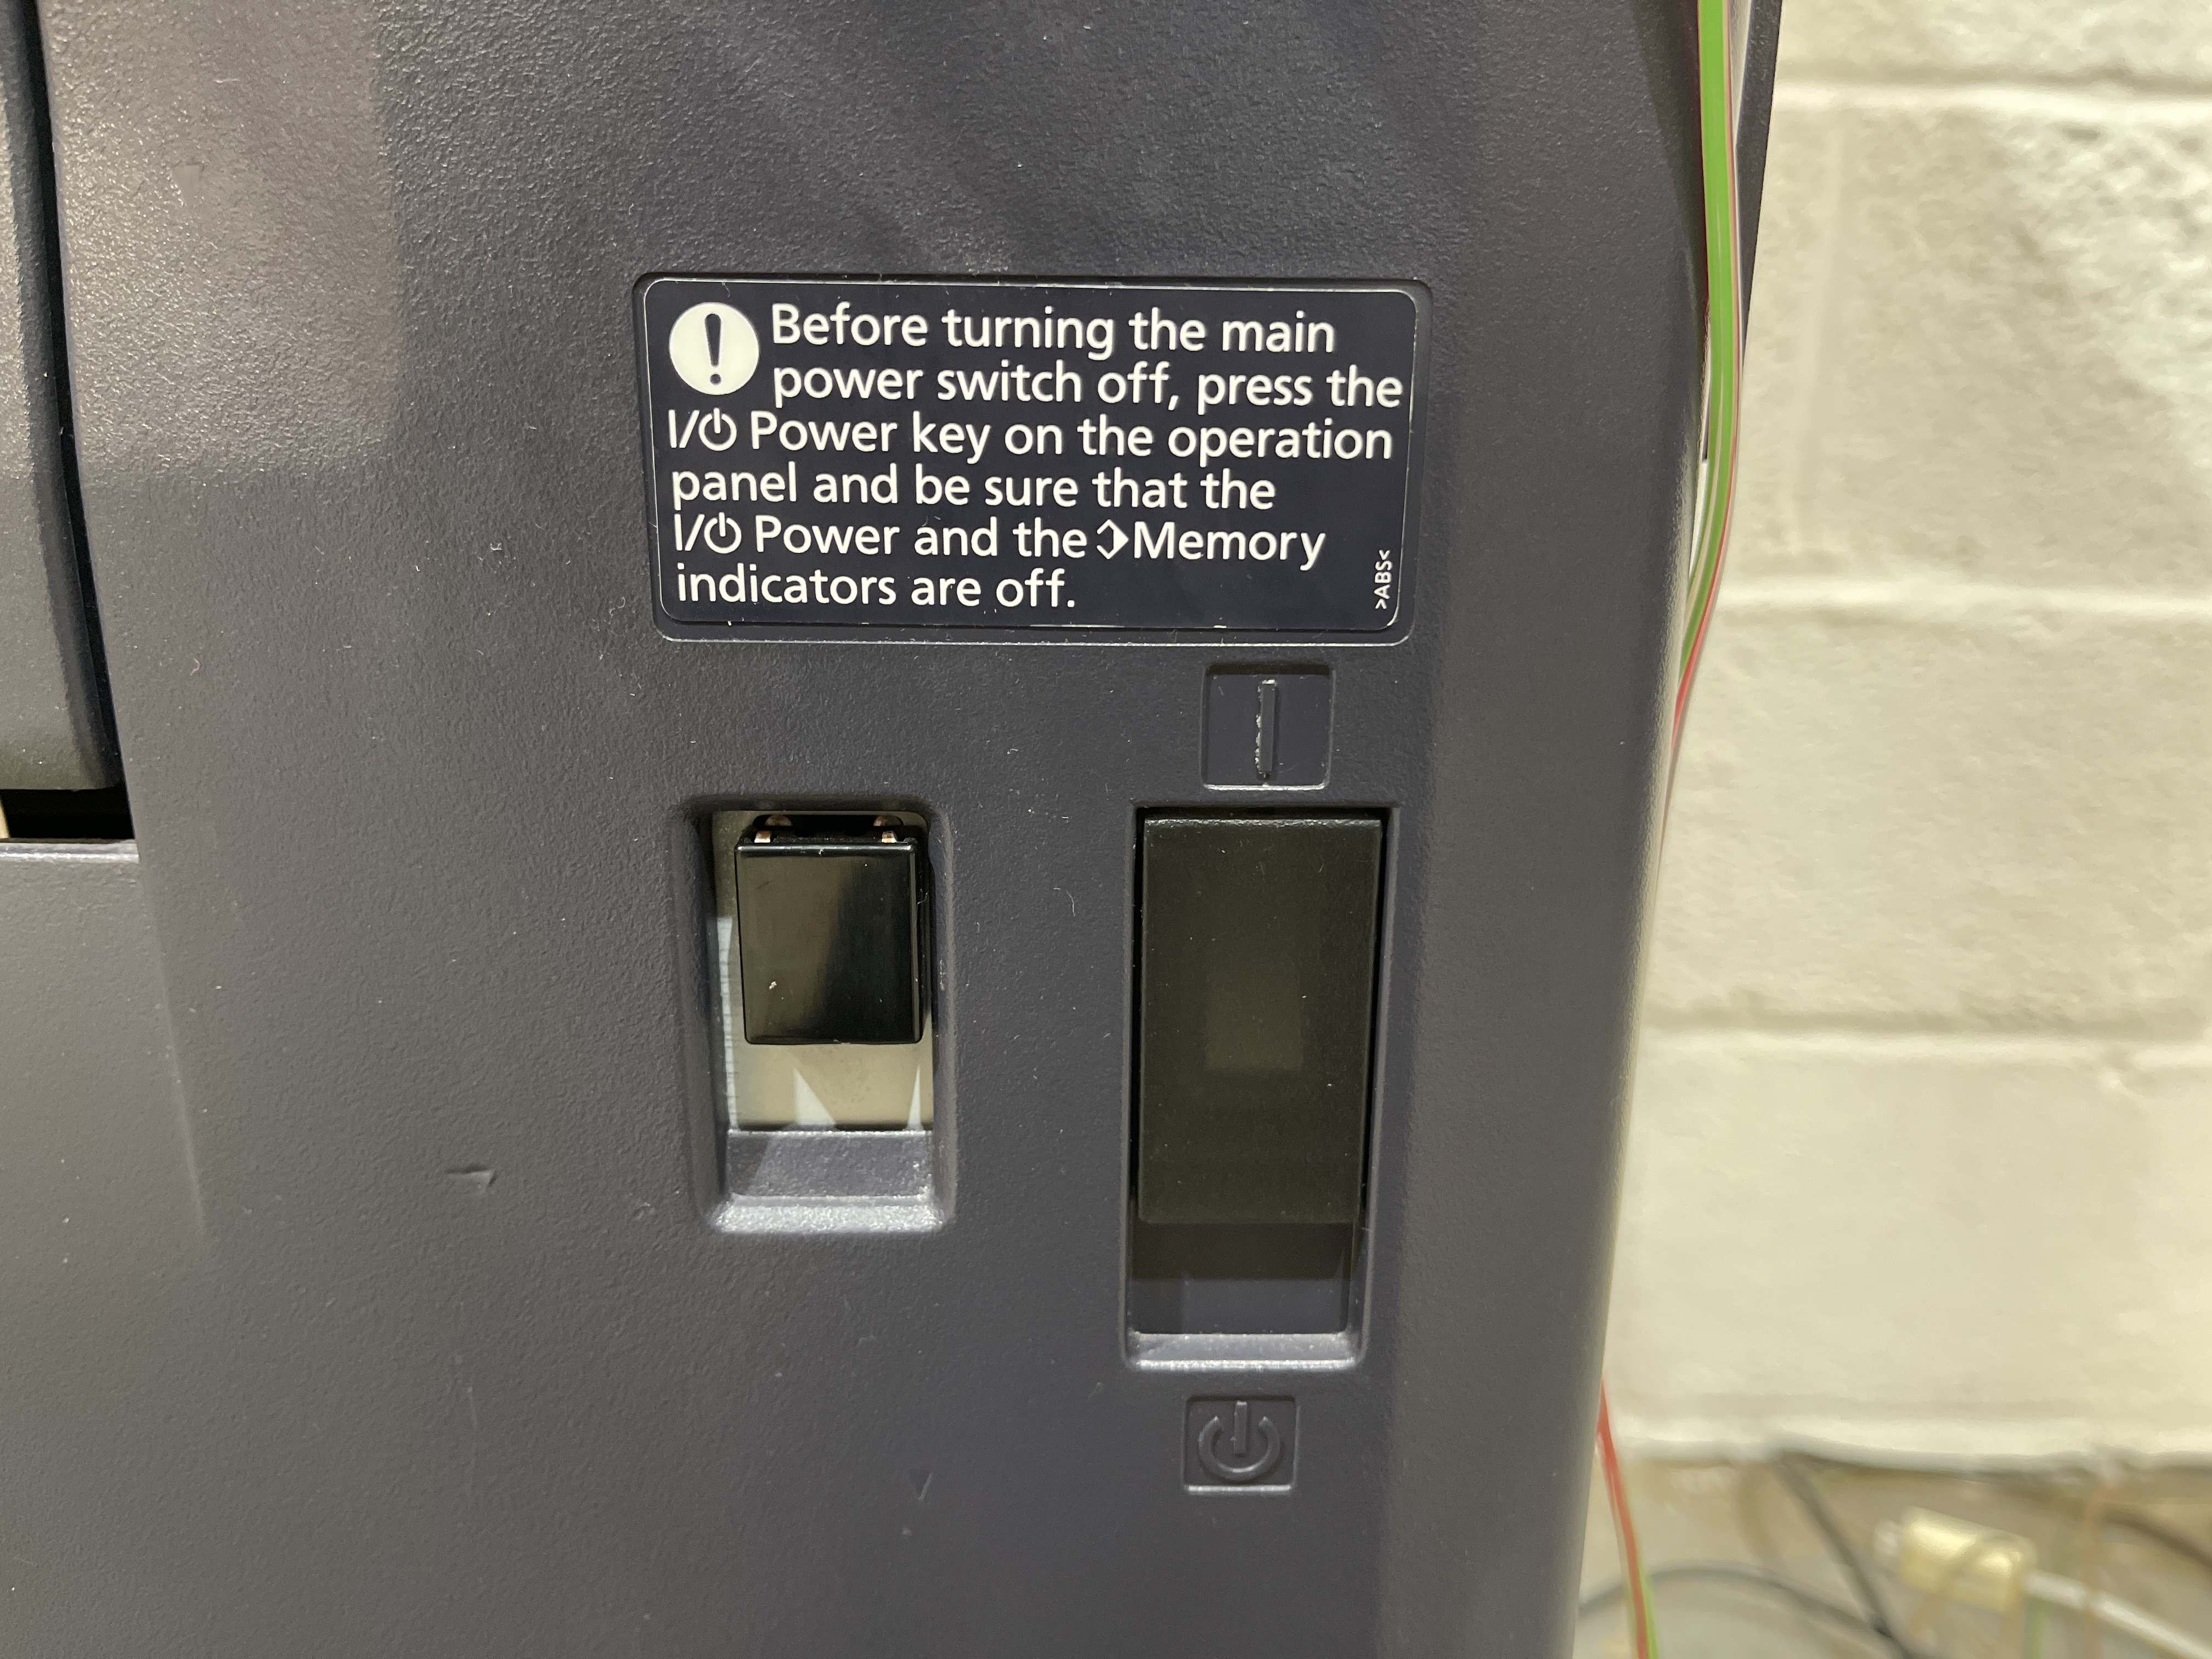 Before turning the main
power switch off, press the
I/⏻ Power key on the operation
panel and be sure that the
I/⏻ Power and the Memory
indicators are off.
>ABS<